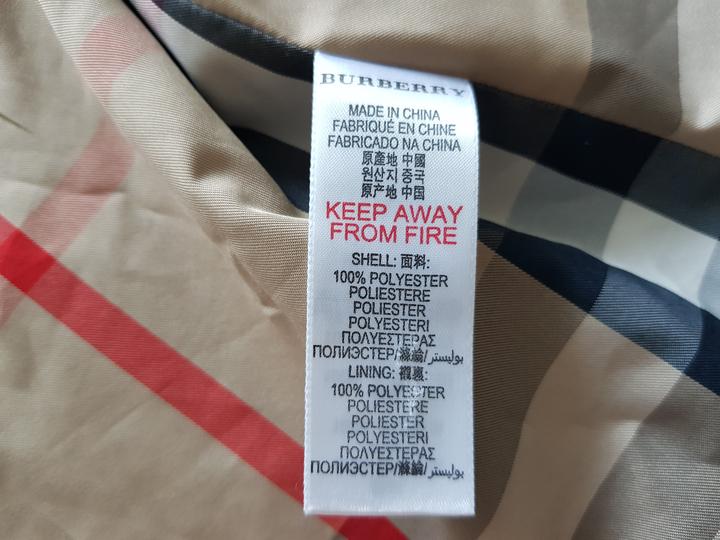 BURBERRY
MADE IN CHINA
FABRIQUÉ EN CHINE
FABRICADO NA CHINA
原產地 中國
원산지 중국
原产地 中国
KEEP AWAY
FROM FIRE
SHELL: 面料:
100% POLYESTER
POLIESTERE
POLIESTER
POLYESTERI
ΠΟΛΥΕΣΤΕΡΑΣ
ПОЛИЭСТЕР/滌綸/بوليستر
LINING: 襯裏:
100% POLYESTER
POLIESTERE
POLIESTER
POLYESTERI
ΠΟΛΥΕΣΤΕΡΑΣ
ПОЛИЭСТЕР/滌綸/بوليستر